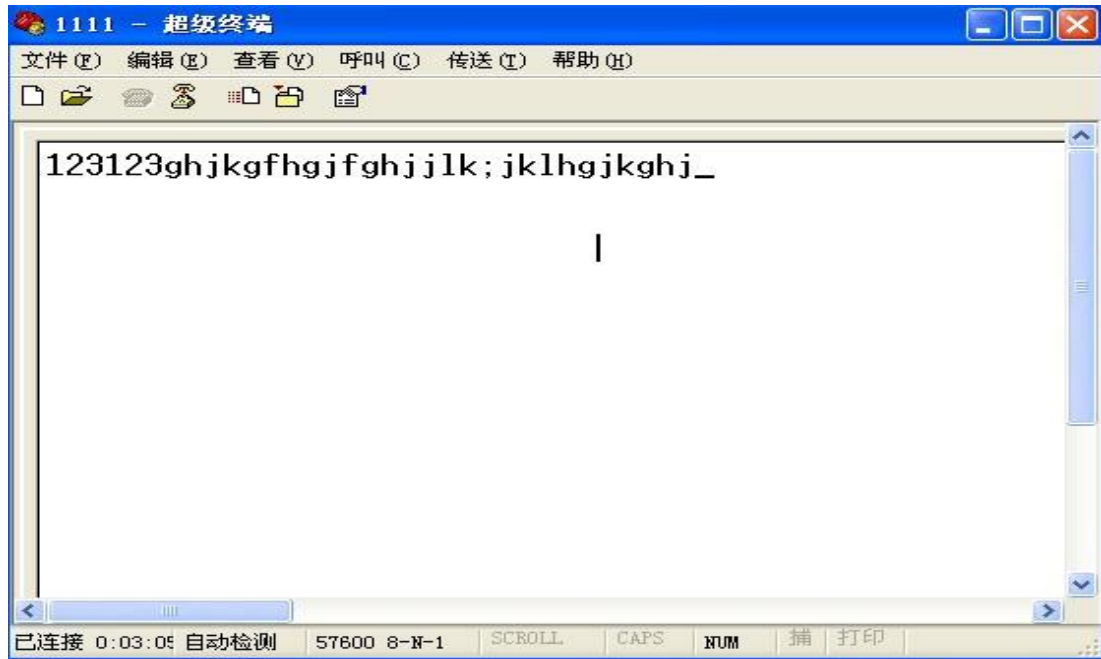 1111 - 超级终端
文件(F) 编辑(E) 查看(V) 呼叫(C) 传送(T) 帮助(H)
123123ghjkgfhgjfghjjlk;jklhgjkghj_
已连接 0:03:05 自动检测 57600 8-N-1 SCROLL CAPS NUM 捕 打印